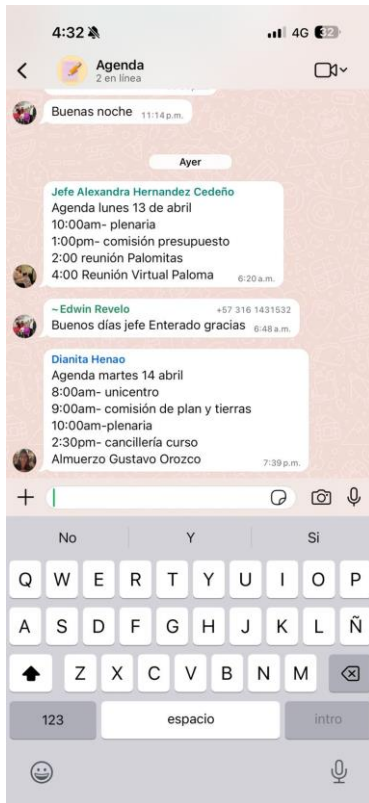 4:32
4G 32
Agenda
2 en línea
Buenas noche 11:14 p.m.
Ayer
Jefe Alexandra Hernandez Cedeño
Agenda lunes 13 de abril
10:00am- plenaria
1:00pm- comisión presupuesto
2:00 reunión Palomitas
4:00 Reunión Virtual Paloma 6:20 a.m.
~Edwin Revelo +57 316 1431532
Buenos días jefe Enterado gracias 6:48 a.m.
Dianita Henao
Agenda martes 14 abril
8:00am- unicentro
9:00am- comisión de plan y tierras
10:00am-plenaria
2:30pm- cancillería curso
Almuerzo Gustavo Orozco 7:39 p.m.
No Y Si
Q W E R T Y U I O P
A S D F G H J K L Ñ
Z X C V B N M
123 espacio intro